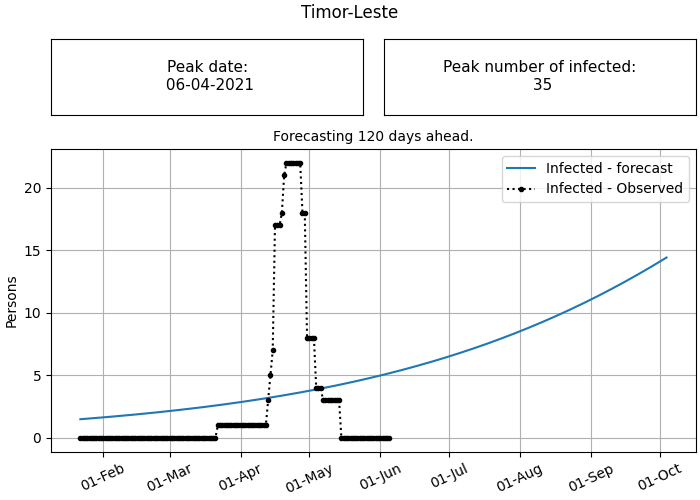 Timor-Leste
Peak date:
06-04-2021
Peak number of infected:
35
Forecasting 120 days ahead.
Infected - forecast
Infected - Observed
Persons
20
15
10
5
0
01-Feb
01-Mar
01-Apr
01-May
01-Jun
01-Jul
01-Aug
01-Sep
01-Oct